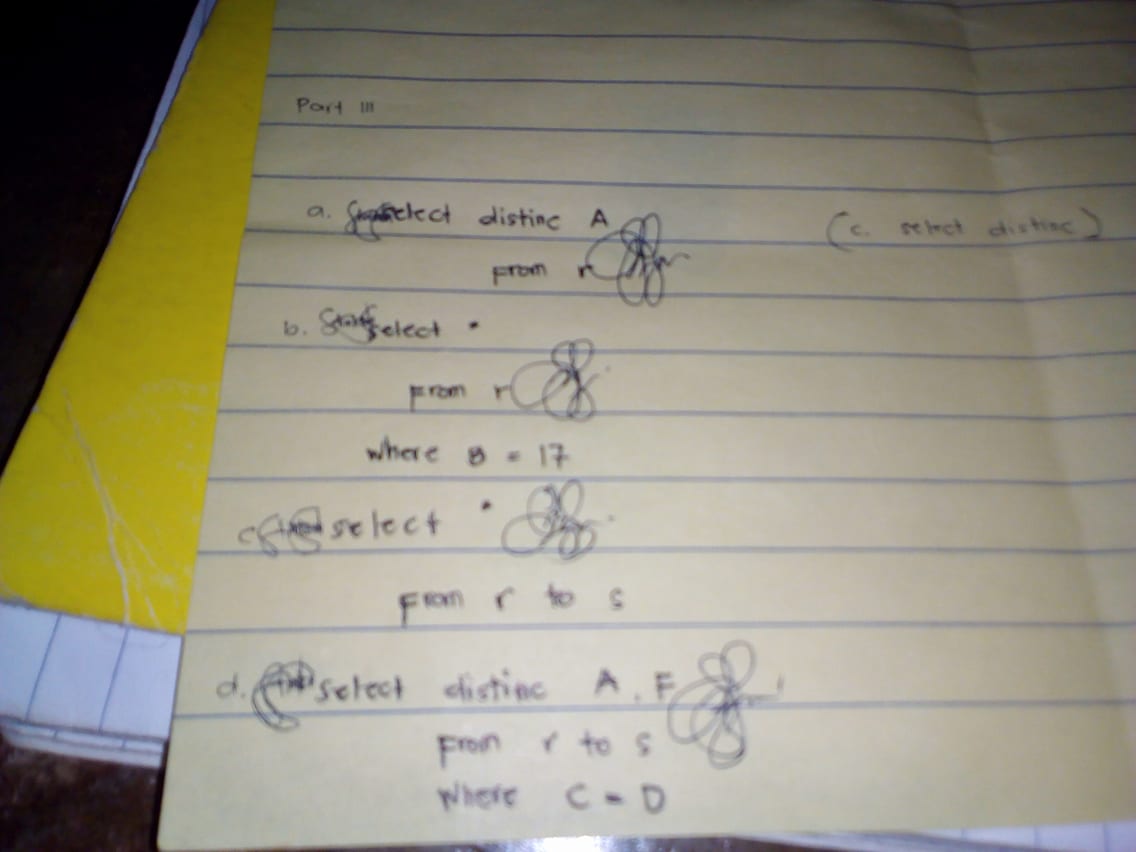 Part III
a. select distinc A
(c. select distinc)
from r
b. select *
from r
where B = 17
c. select *
from r to s
d. select distinc A, F
from r to s
where C = D